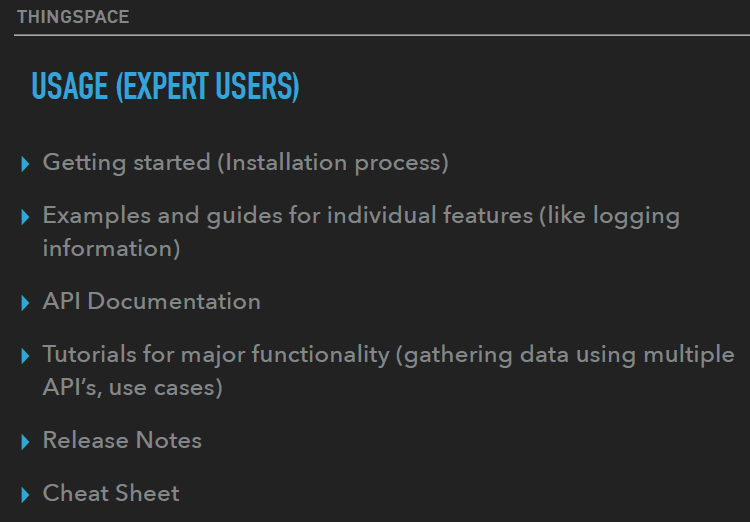 THINGSPACE
USAGE (EXPERT USERS)
Getting started (Installation process)
Examples and guides for individual features (like logging
information)
API Documentation
Tutorials for major functionality (gathering data using multiple
API’s, use cases)
Release Notes
Cheat Sheet